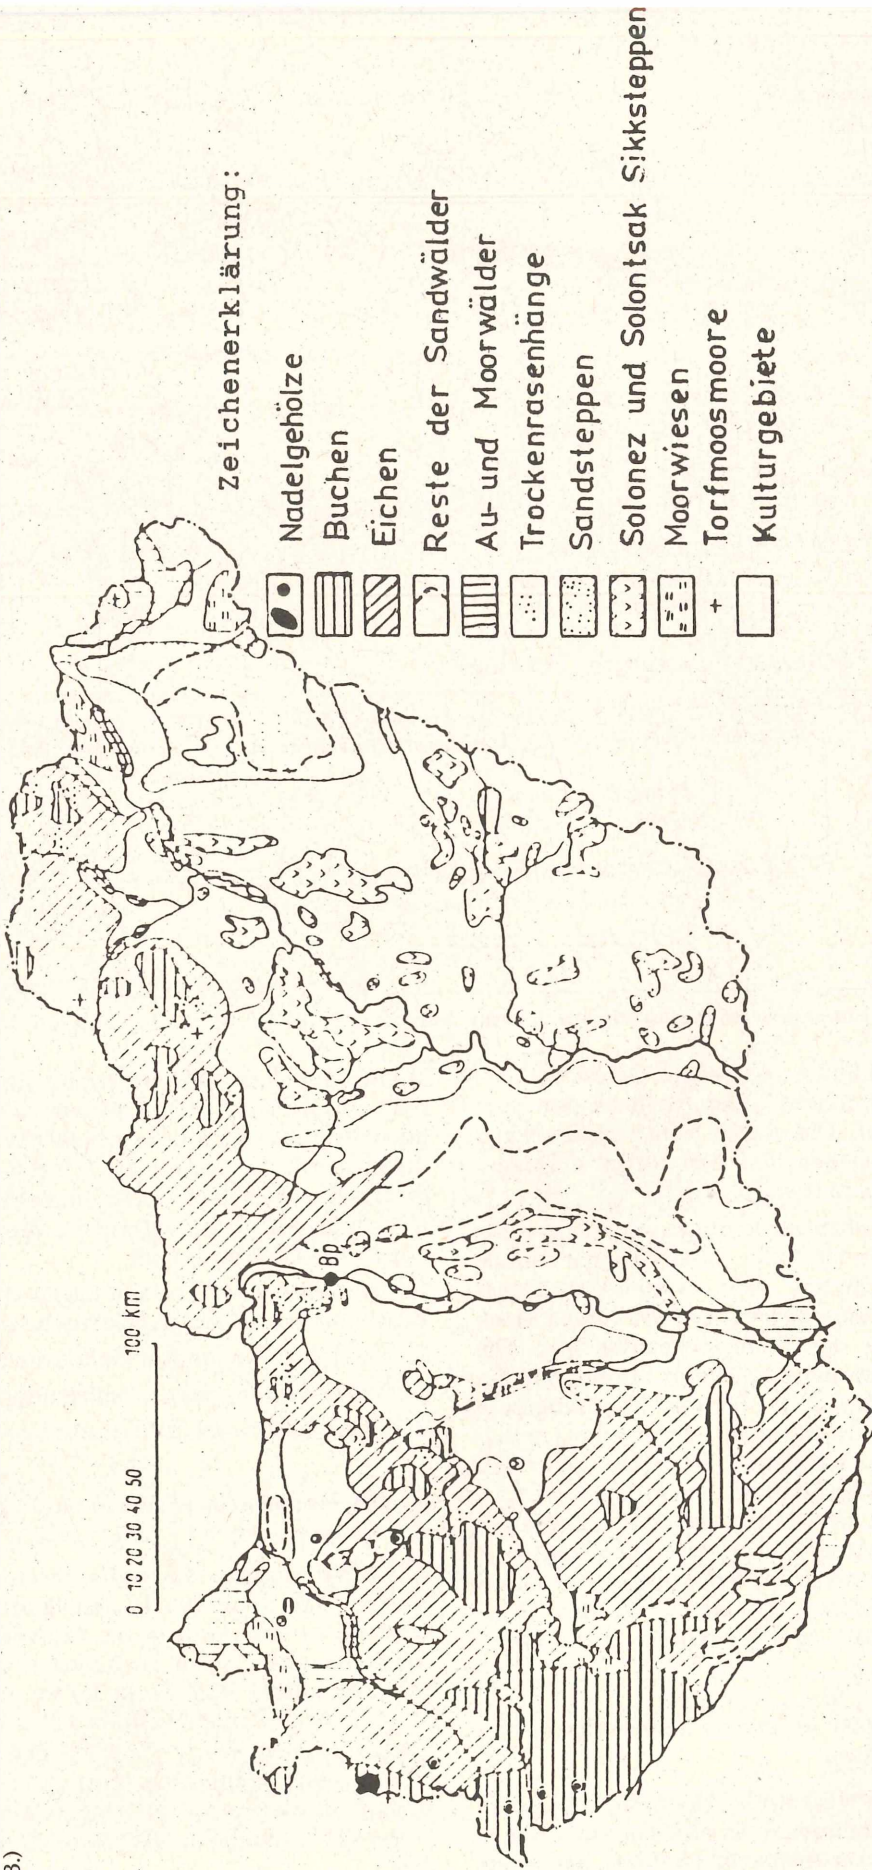 3.)
0 10 20 30 40 50 100 km
Bp
Zeichenerklärung:
Nadelgehölze
Buchen
Eichen
Reste der Sandwälder
Au- und Moorwälder
Trockenrasenhänge
Sandsteppen
Solonez und Solontsak Sikksteppen
Moorwiesen
+ Torfmoosmoore
Kulturgebiete